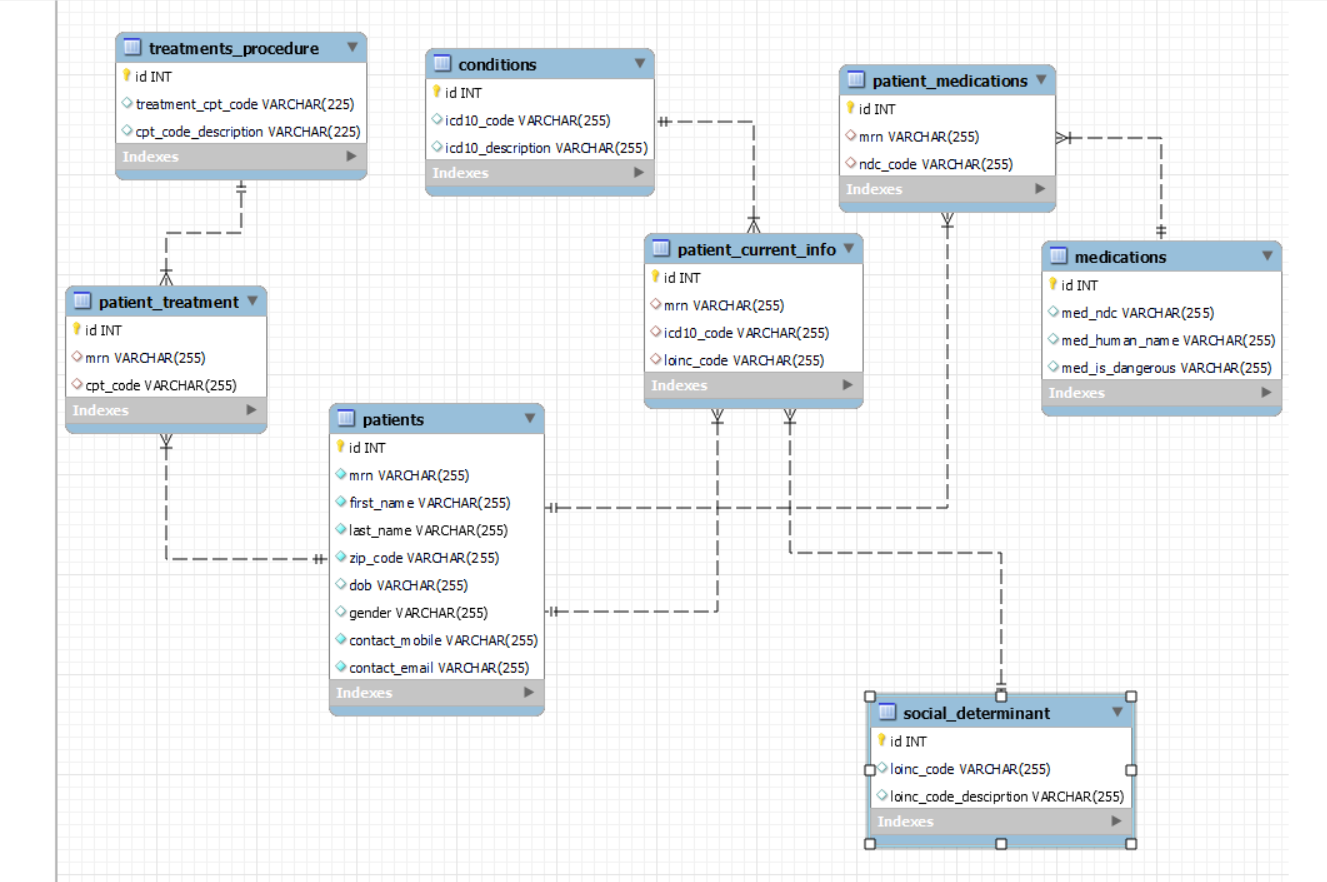 treatments_procedure
id INT
treatment_cpt_code VARCHAR(225)
cpt_code_description VARCHAR(225)
Indexes
conditions
id INT
icd10_code VARCHAR(255)
icd10_description VARCHAR(255)
Indexes
patient_medications
id INT
mrn VARCHAR(255)
ndc_code VARCHAR(255)
Indexes
patient_current_info
id INT
mrn VARCHAR(255)
icd10_code VARCHAR(255)
loinc_code VARCHAR(255)
Indexes
medications
id INT
med_ndc VARCHAR(255)
med_human_name VARCHAR(255)
med_is_dangerous VARCHAR(255)
Indexes
patient_treatment
id INT
mrn VARCHAR(255)
cpt_code VARCHAR(255)
Indexes
patients
id INT
mrn VARCHAR(255)
first_name VARCHAR(255)
last_name VARCHAR(255)
zip_code VARCHAR(255)
dob VARCHAR(255)
gender VARCHAR(255)
contact_mobile VARCHAR(255)
contact_email VARCHAR(255)
Indexes
social_determinant
id INT
loinc_code VARCHAR(255)
loinc_code_desciprtion VARCHAR(255)
Indexes